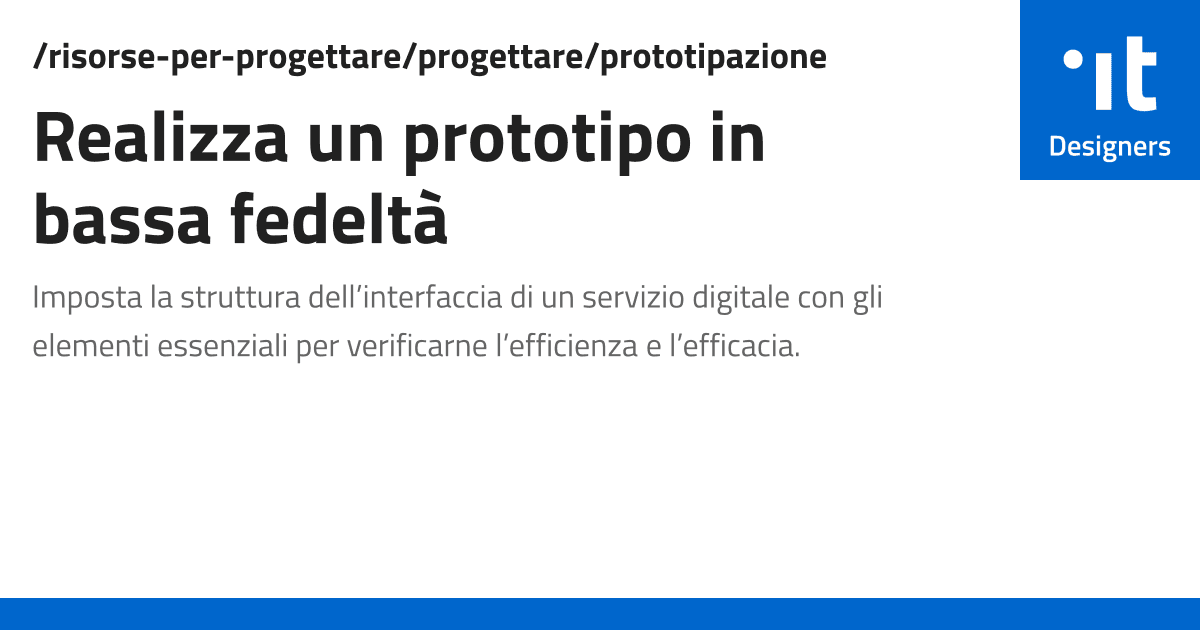 /risorse-per-progettare/progettare/prototipazione
Realizza un prototipo in
bassa fedeltà
Imposta la struttura dell’interfaccia di un servizio digitale con gli
elementi essenziali per verificarne l’efficienza e l’efficacia.
it
Designers